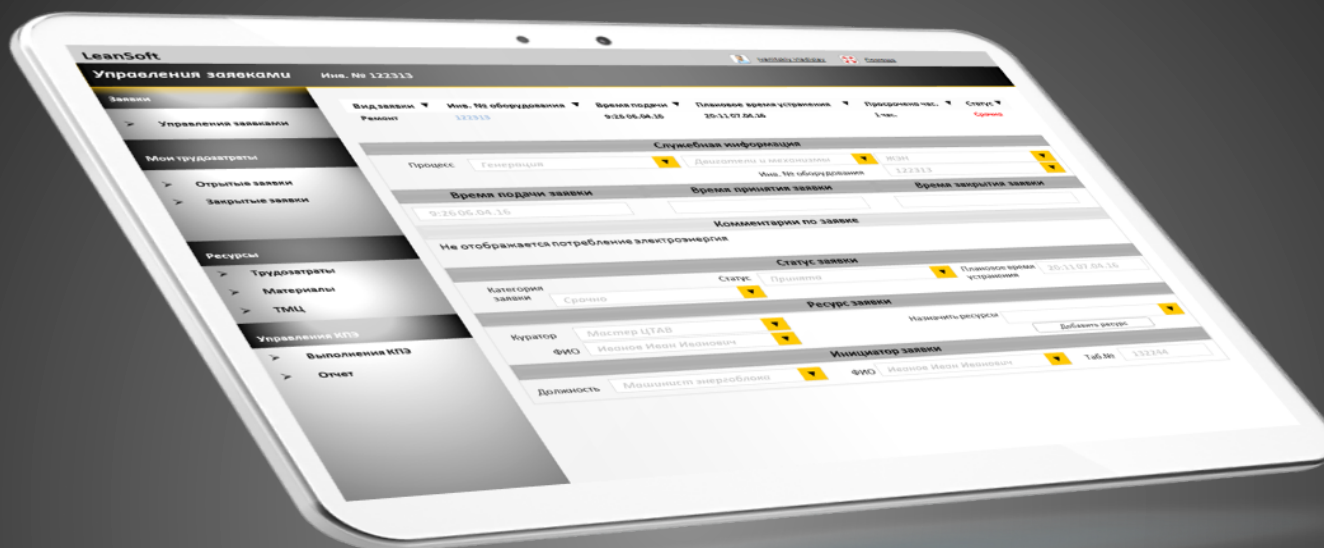 LeanSoft
Помощь
Управления заявками Инв. № 122313
Заявки
Управления заявками
Мои трудозатраты
Отрытые заявки
Закрытые заявки
Ресурсы
Трудозатраты
Материалы
ТМЦ
Управления КПЭ
Выполнения КПЭ
Отчет
Вид заявки Инв. № оборудования Время подачи Плановое время устранения Просрочено час. Статус
Ремонт 122313 9:26 06.04.16 20:11 07.04.16 1 час. Срочно
Служебная информация
Процесс Генерация Двигатели и механизмы
Инв. № оборудования 122313
Время подачи заявки Время принятия заявки Время закрытия заявки
9:26 06.04.16
Комментарии по заявке
Не отображается потребление электроэнергия
Статус заявки
Категория заявки Срочно Статус Принято Плановое время устранения 20:11 07.04.16
Ресурс заявки
Куратор Мастер ЦТАВ Назначить ресурсы
ФИО Иванов Иван Иванович Добавить ресурс
Инициатор заявки
Должность Машинист энергоблока ФИО Иванов Иван Иванович Таб.№ 132244